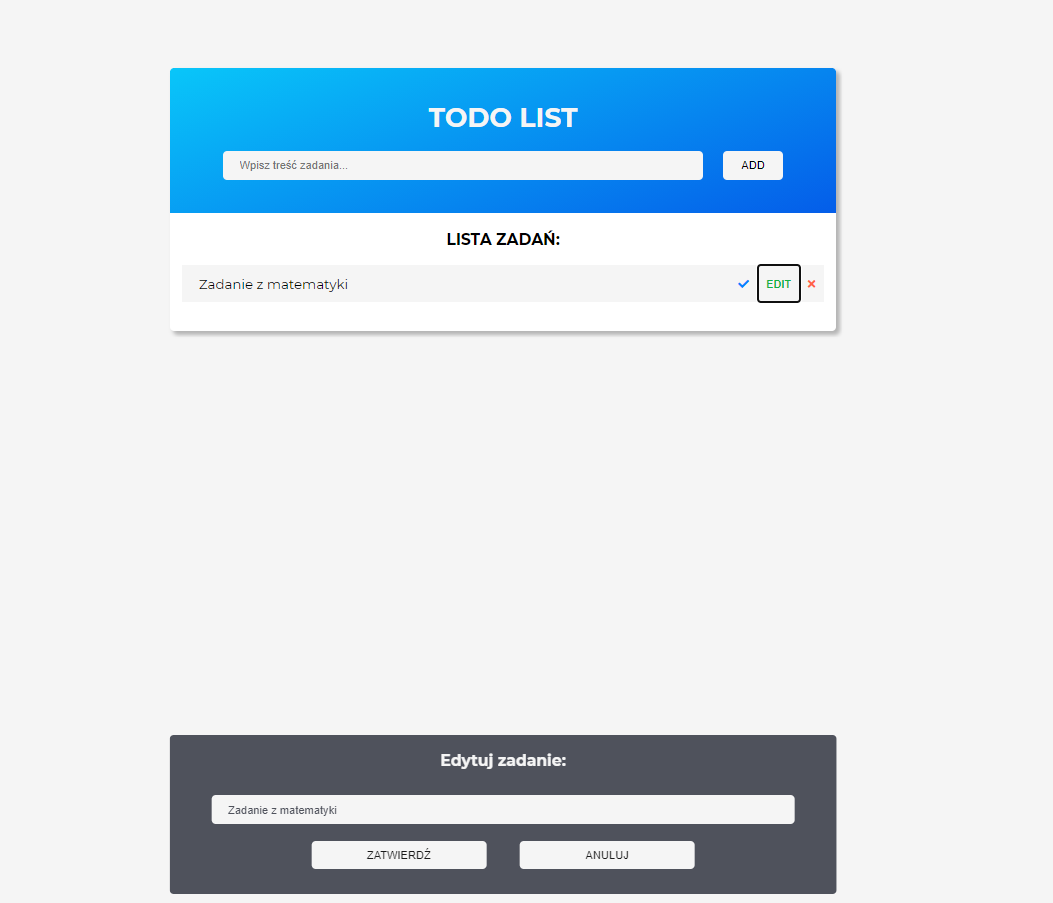 TODO LIST
Wpisz treść zadania...
ADD
LISTA ZADAŃ:
Zadanie z matematyki
EDIT
Edytuj zadanie:
Zadanie z matematyki
ZATWIERDŹ
ANULUJ